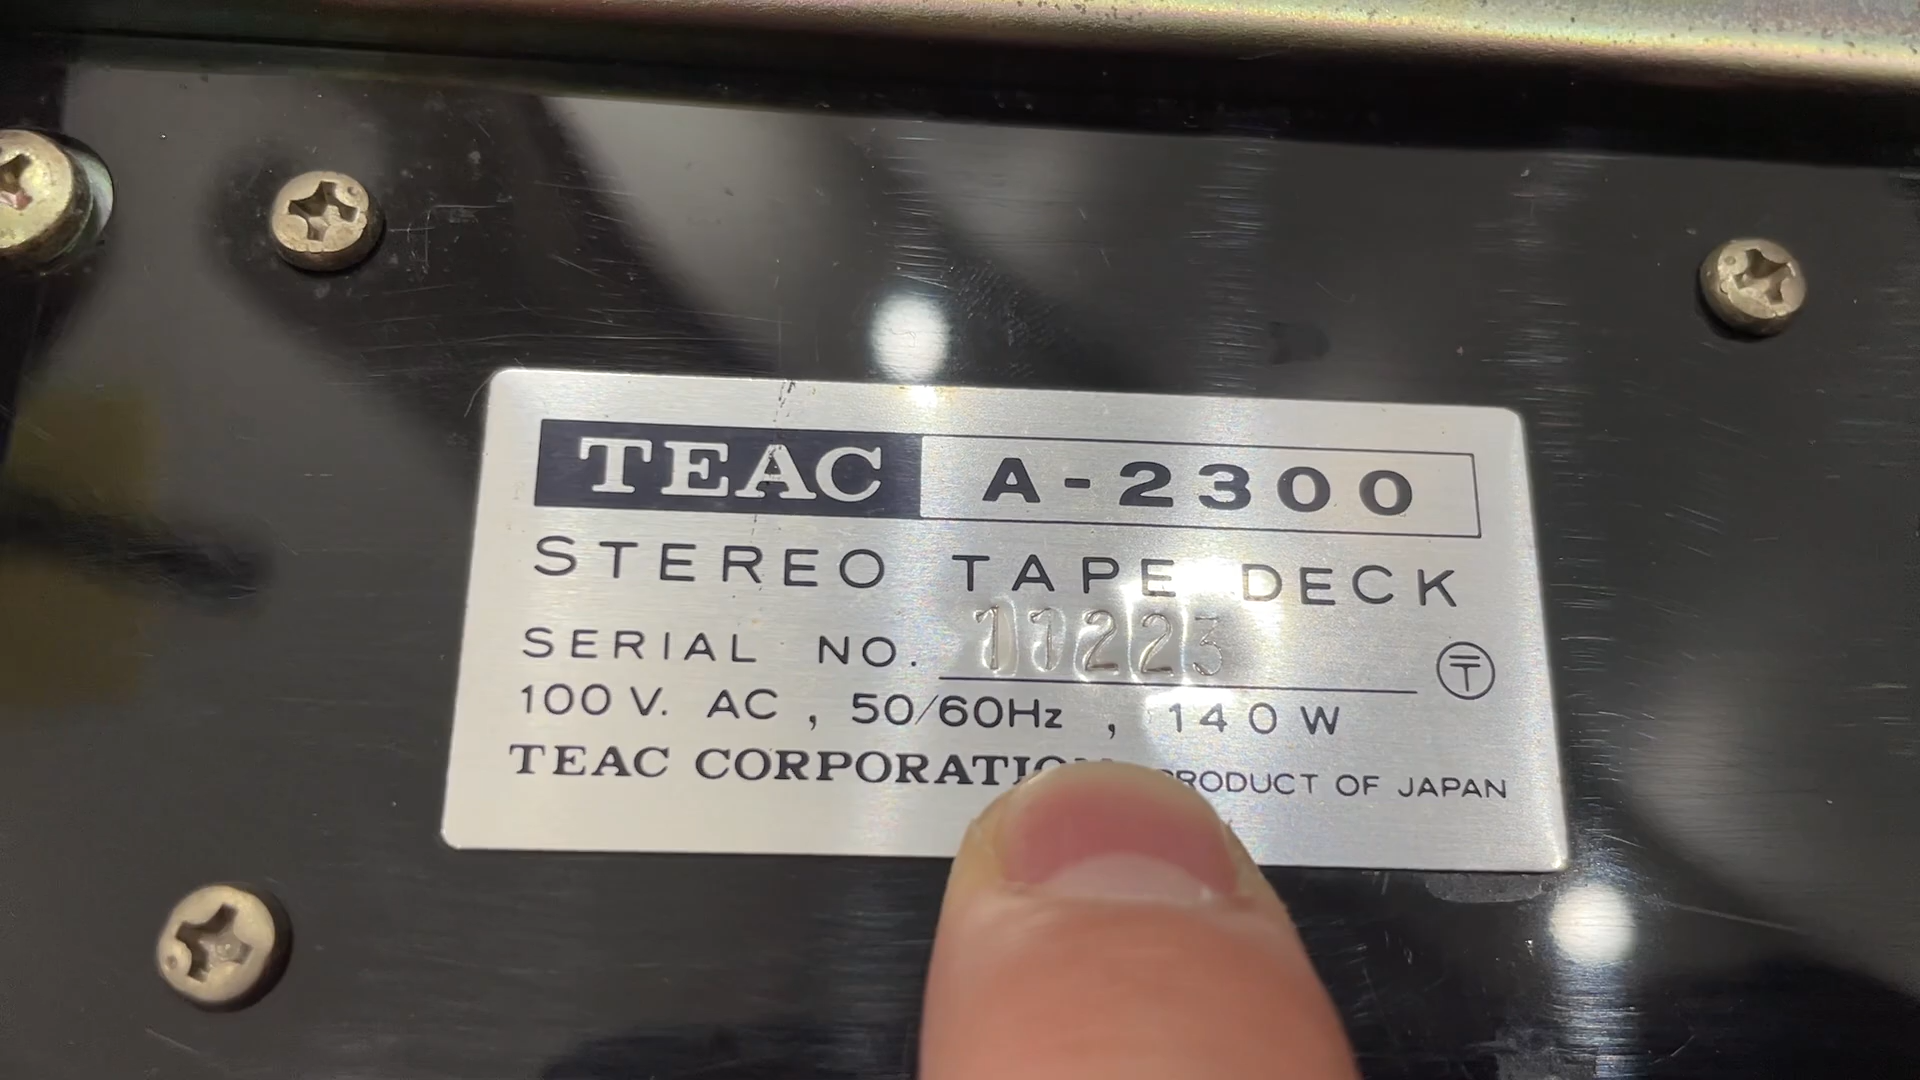 TEAC A-2300
STEREO TAPE DECK
SERIAL NO. 11223
100 V. AC , 50/60Hz , 140 W
TEAC CORPORATION PRODUCT OF JAPAN